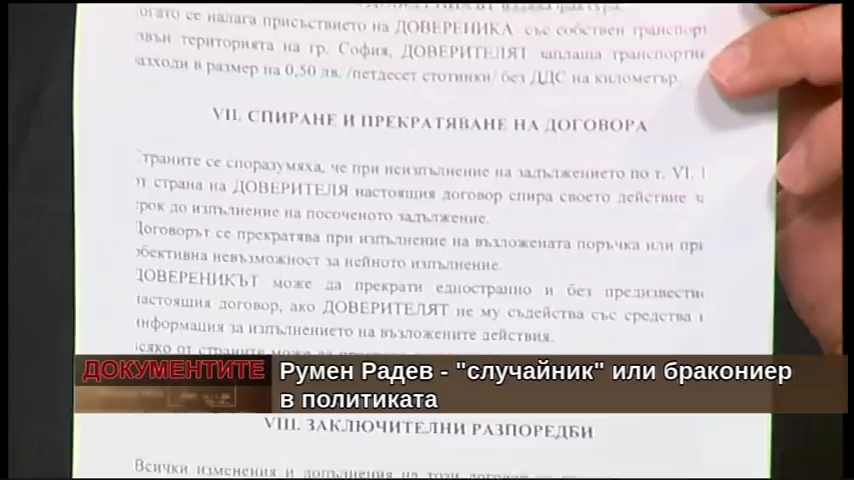 се налага присъствието на ДОВЕРЕНИКА със собствен транспорт
територията на гр. София, ДОВЕРИТЕЛЯТ заплаща
в размер на 0,50 лв. /петдесет стотинки/ без ДДС на километър.
VII. СПИРАНЕ И ПРЕКРАТЯВАНЕ НА ДОГОВОРА
се споразумяха, че при неизпълнение на задължението по т. VI.
от страна на ДОВЕРИТЕЛЯ настоящия договор спира своето действие
срок до изпълнение на посоченото задължение.
Договорът се прекратява при изпълнение на възложената поръчка или при
обективна невъзможност за нейното изпълнение.
ДОВЕРЕНИКЪТ може да прекрати едностранно и без
настоящия договор, ако ДОВЕРИТЕЛЯТ не му съдейства със средства и
информация за изпълнението на възложените действия.
от страните може да
ДОКУМЕНТИТЕ
Румен Радев - "случайник" или бракониер
в политиката
VIII. ЗАКЛЮЧИТЕЛНИ РАЗПОРЕДБИ
Всички изменения и допълнения на този договор